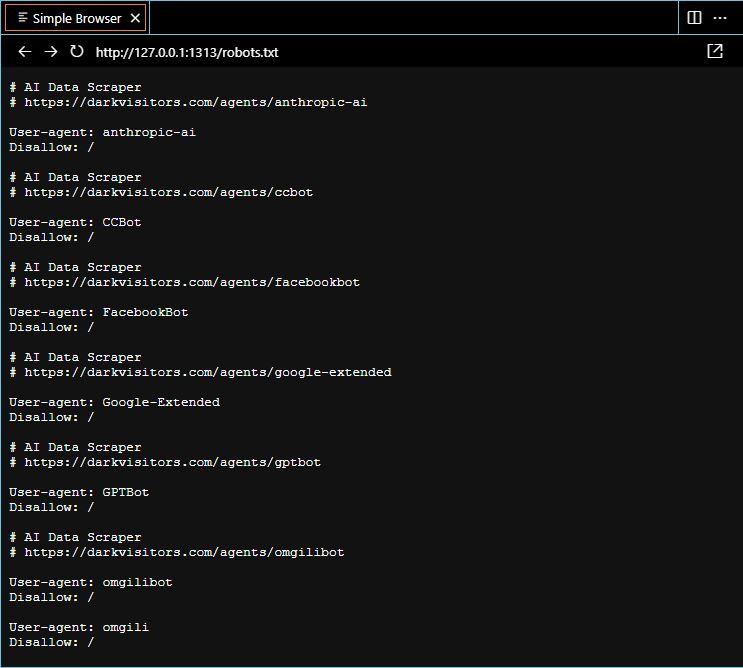 Simple Browser
http://127.0.0.1:1313/robots.txt
# AI Data Scraper
# https://darkvisitors.com/agents/anthropic-ai
User-agent: anthropic-ai
Disallow: /
# AI Data Scraper
# https://darkvisitors.com/agents/ccbot
User-agent: CCBot
Disallow: /
# AI Data Scraper
# https://darkvisitors.com/agents/facebookbot
User-agent: FacebookBot
Disallow: /
# AI Data Scraper
# https://darkvisitors.com/agents/google-extended
User-agent: Google-Extended
Disallow: /
# AI Data Scraper
# https://darkvisitors.com/agents/gptbot
User-agent: GPTBot
Disallow: /
# AI Data Scraper
# https://darkvisitors.com/agents/omgilibot
User-agent: omgilibot
Disallow: /
User-agent: omgili
Disallow: /